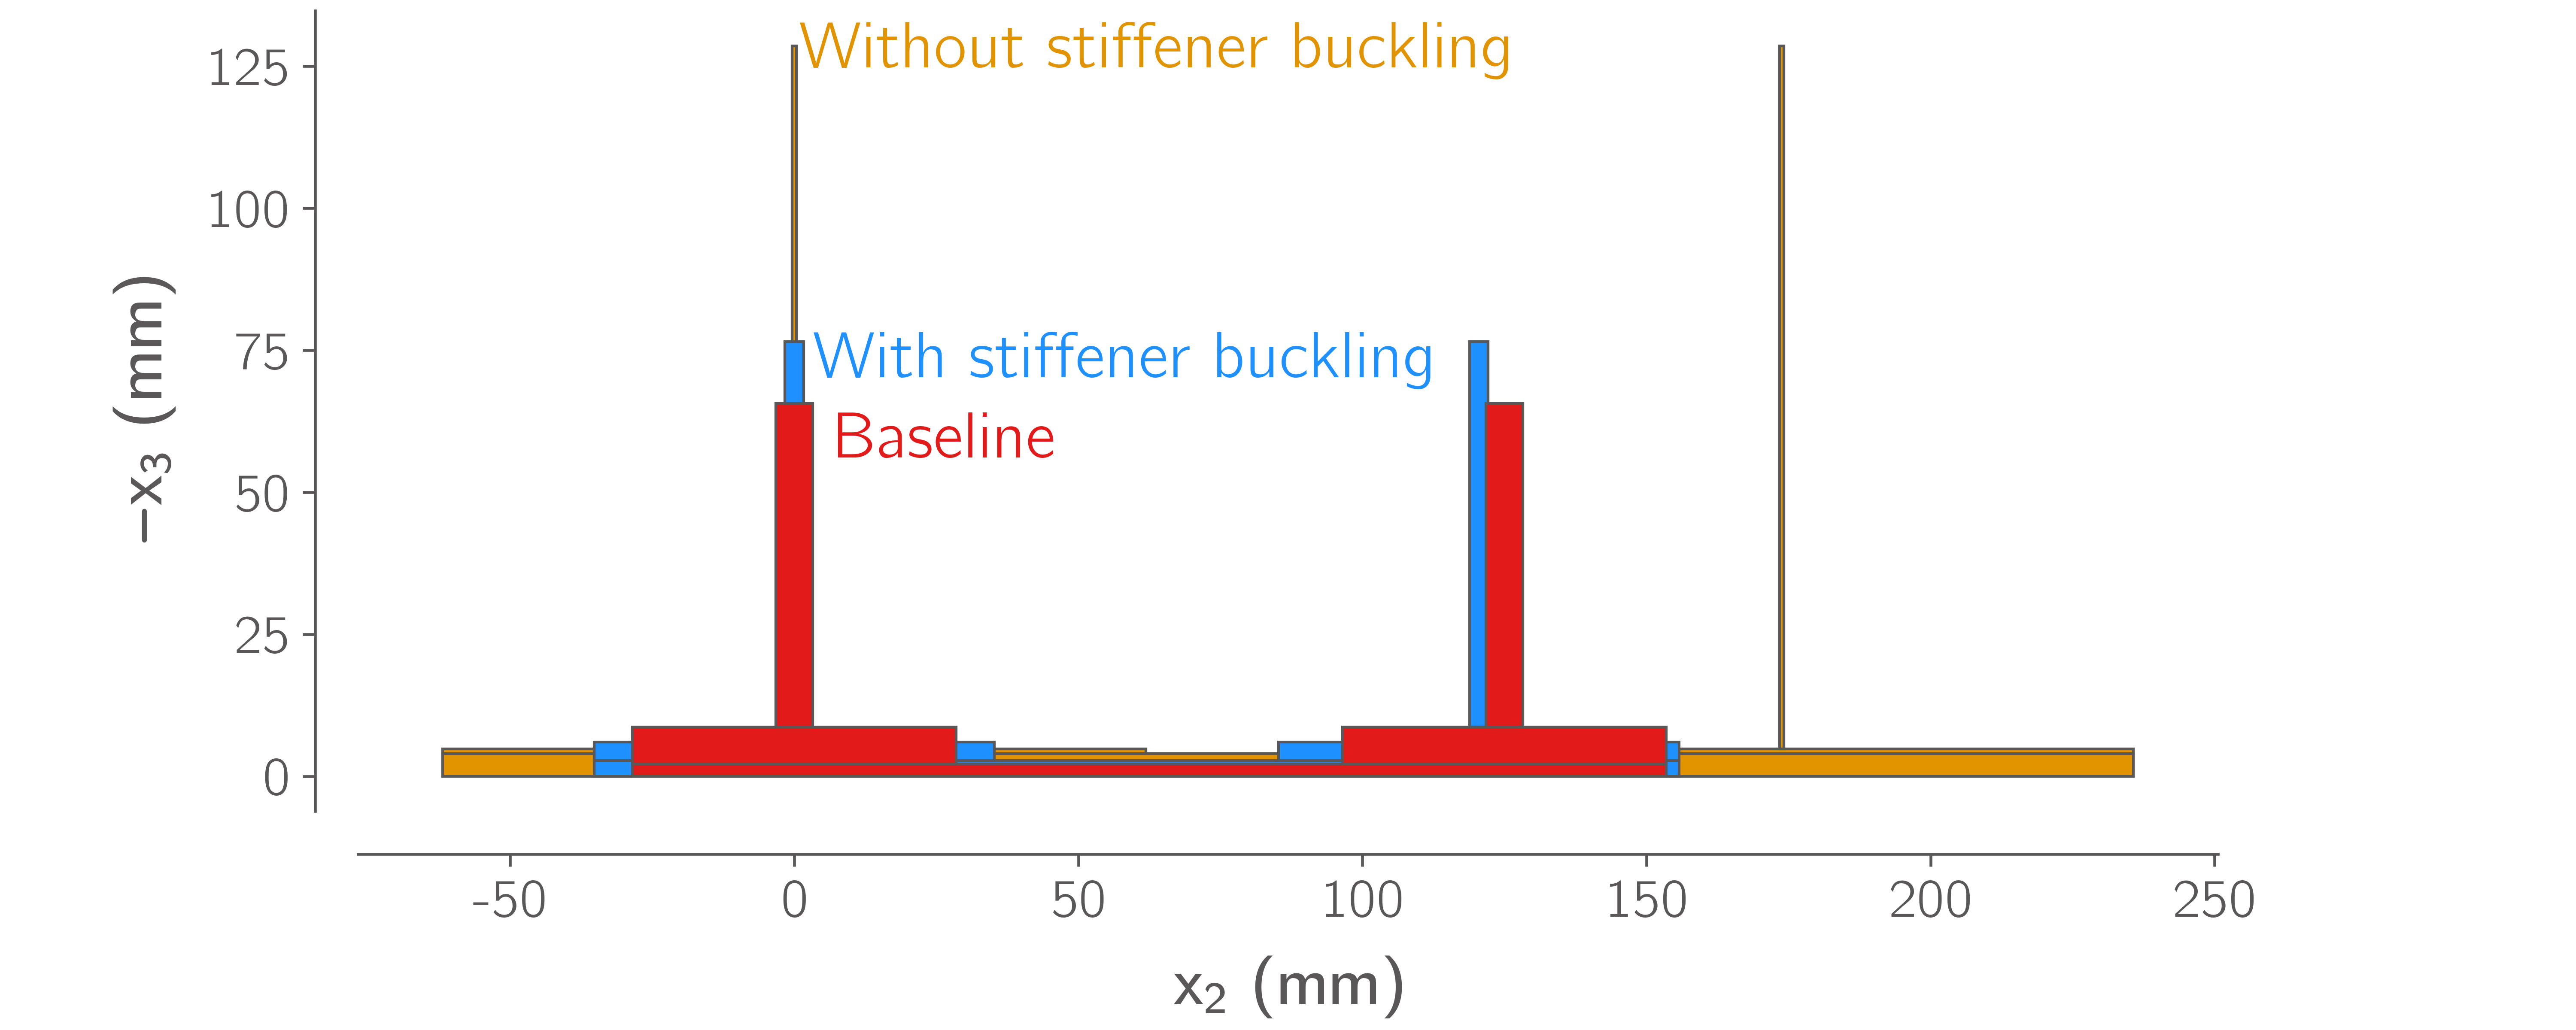 Without stiffener buckling
125
100
With stiffener buckling
75
Baseline
−x₃ (mm)
50
25
0
-50 0 50 100 150 200 250
x₂ (mm)